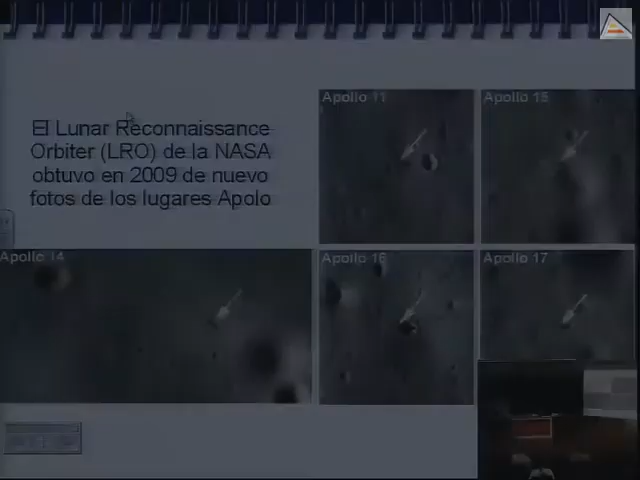 El Lunar Reconnaissance
Orbiter (LRO) de la NASA
obtuvo en 2009 de nuevo
fotos de los lugares Apolo
Apollo 11
Apollo 15
Apollo 14
Apollo 16
Apollo 17